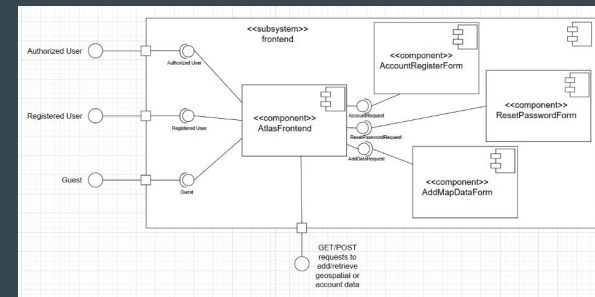 <<subsystem>>
frontend
Authorized User
Authorized User
<<component>>
AccountRegisterForm
<<component>>
AtlasFrontend
AccountRequest
<<component>>
ResetPasswordForm
Registered User
Registered User
ResetPasswordRequest
AddDataRequest
Guest
Guest
<<component>>
AddMapDataForm
GET/POST
requests to
add/retrieve
geospatial or
account data